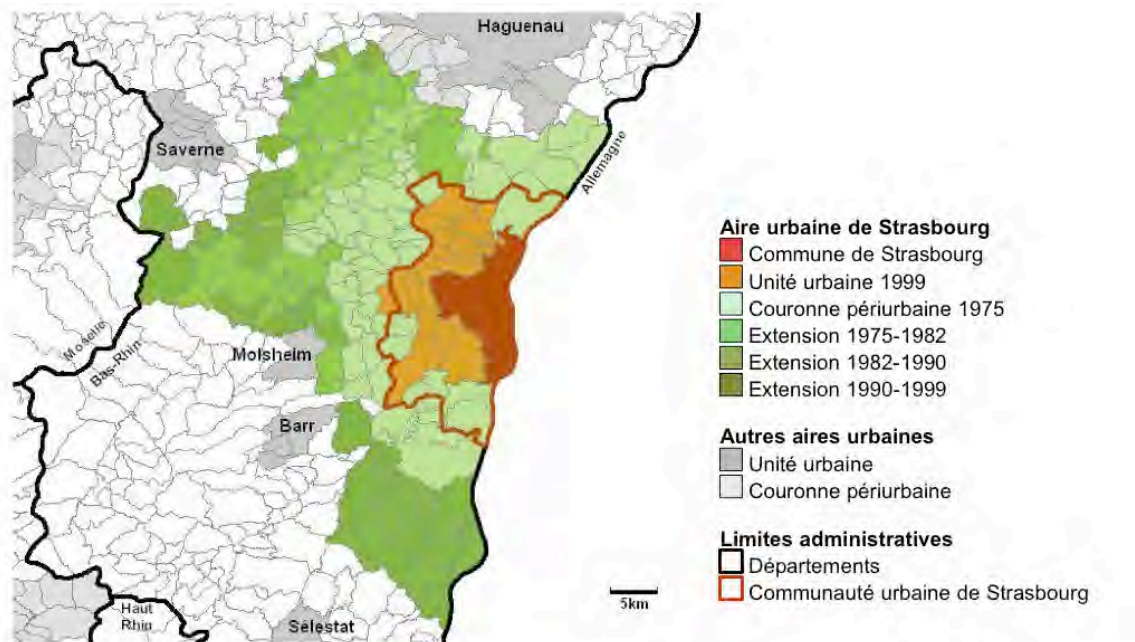 Haguenau
Saverne
Allemagne
Moselle
Bas-Rhin
Molsheim
Barr
Haut
Rhin
Sélestat
5km
Aire urbaine de Strasbourg
Commune de Strasbourg
Unité urbaine 1999
Couronne périurbaine 1975
Extension 1975-1982
Extension 1982-1990
Extension 1990-1999
Autres aires urbaines
Unité urbaine
Couronne périurbaine
Limites administratives
Départements
Communauté urbaine de Strasbourg